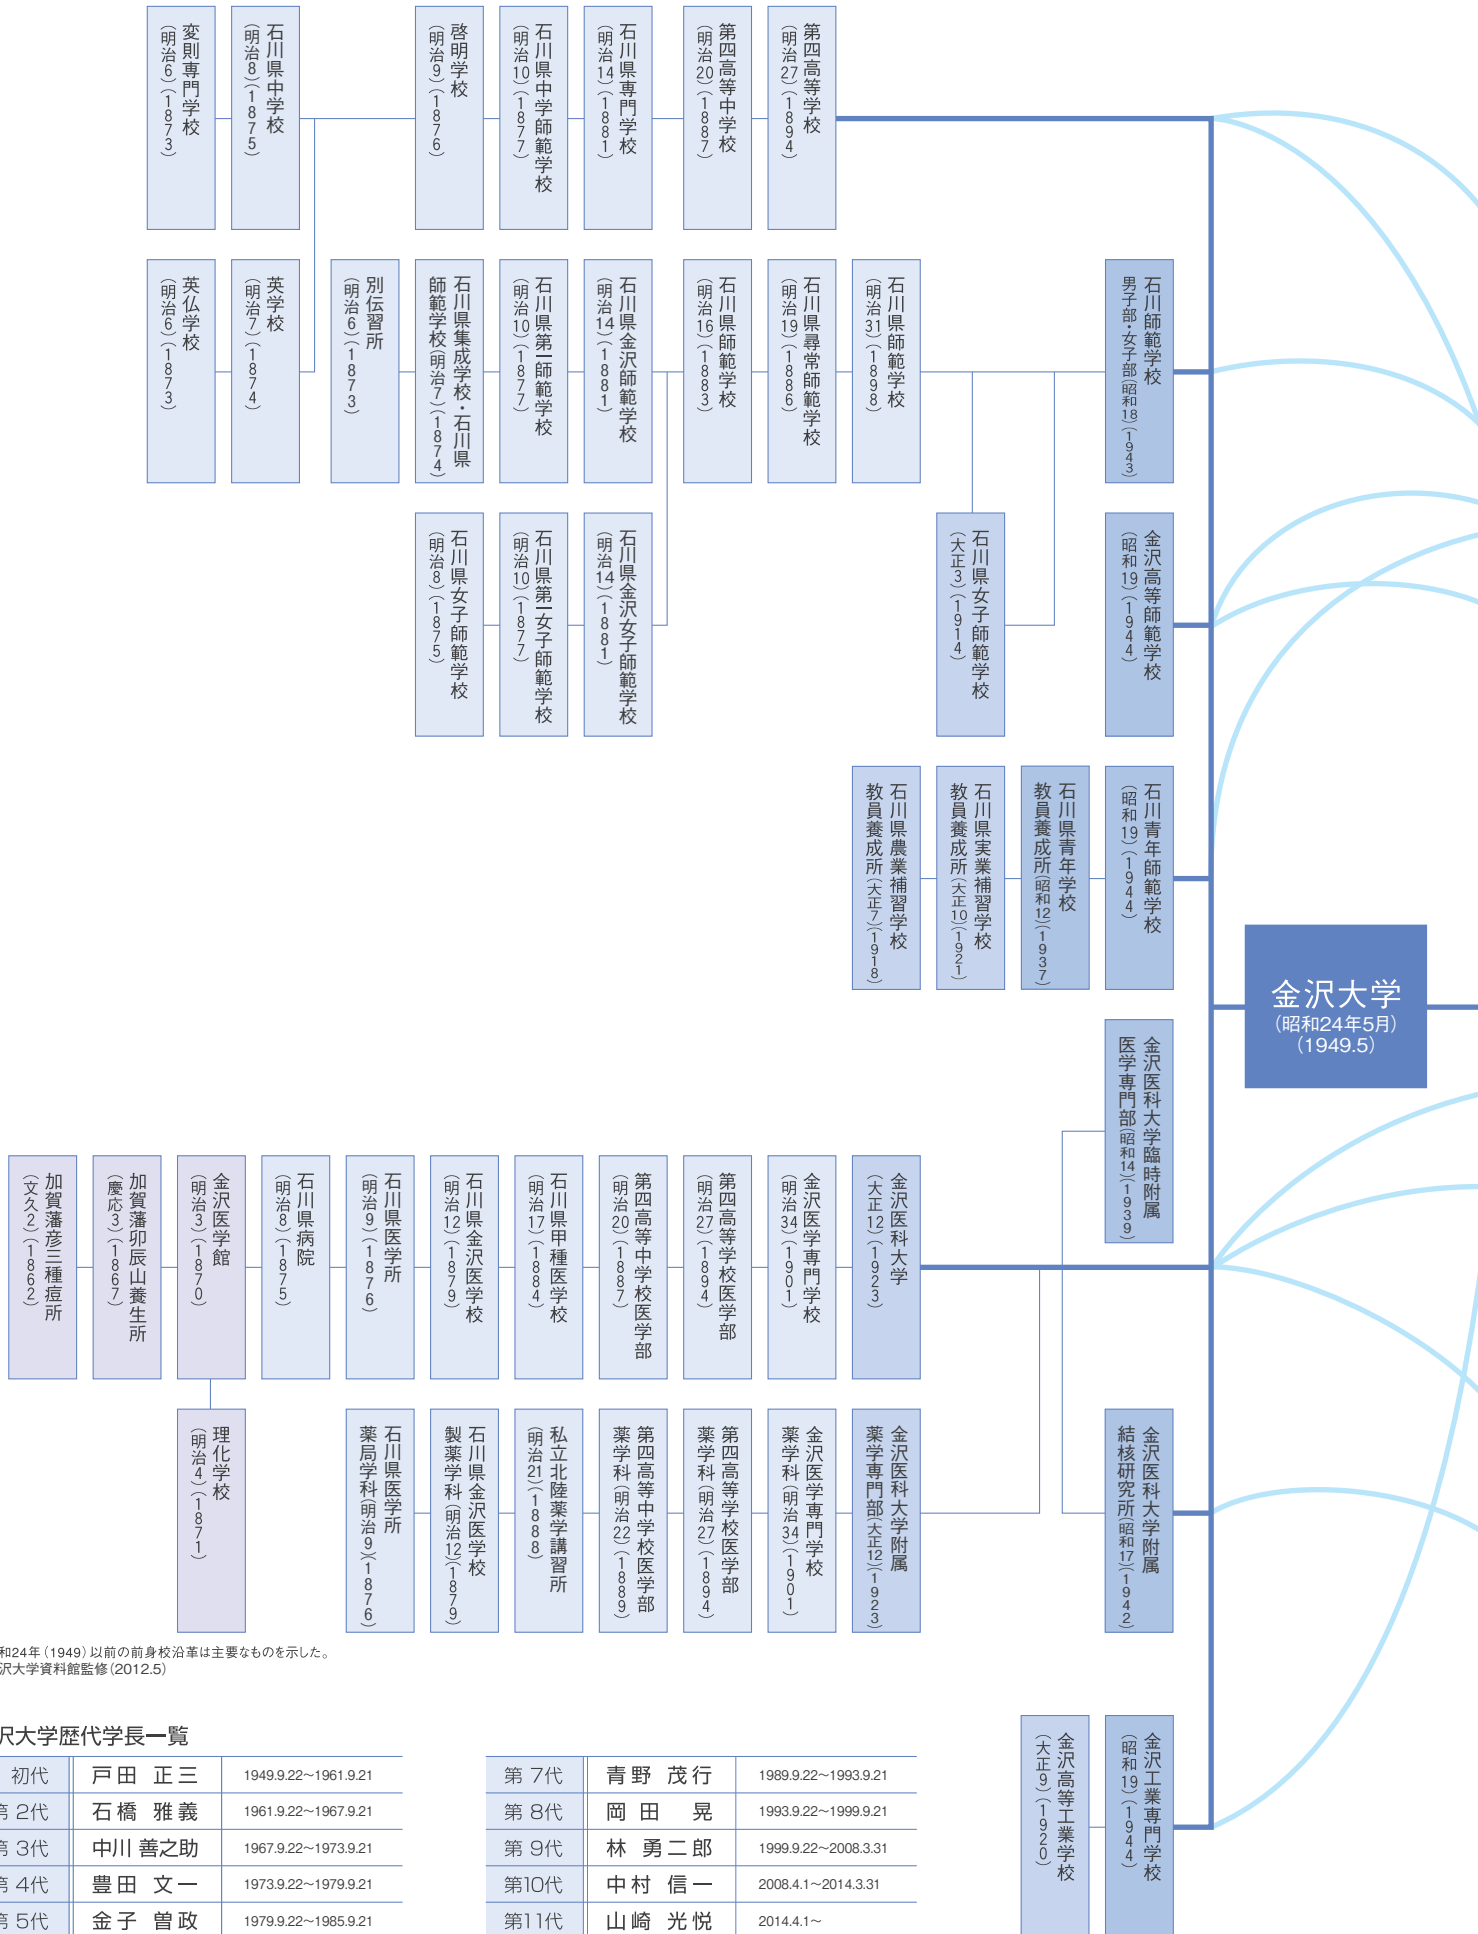 変則専門学校
（明治6）（1873）
石川県中学校
（明治8）（1875）
啓明学校
（明治9）（1876）
石川県中学師範学校
（明治10）（1877）
石川県専門学校
（明治14）（1881）
第四高等中学校
（明治20）（1887）
第四高等学校
（明治27）（1894）
英仏学校
（明治6）（1873）
英学校
（明治7）（1874）
別伝習所
（明治6）（1873）
石川県集成学校・石川県
師範学校（明治7）（1874）
石川県第一師範学校
（明治10）（1877）
石川県金沢師範学校
（明治14）（1881）
石川県師範学校
（明治16）（1883）
石川県尋常師範学校
（明治19）（1886）
石川県師範学校
（明治31）（1898）
石川師範学校
男子部・女子部（昭和18）（1943）
石川県女子師範学校
（明治8）（1875）
石川県第一女子師範学校
（明治10）（1877）
石川県金沢女子師範学校
（明治14）（1881）
石川県女子師範学校
（大正3）（1914）
金沢高等師範学校
（昭和19）（1944）
石川県農業補習学校
教員養成所（大正7）（1918）
石川県実業補習学校
教員養成所（大正10）（1921）
石川県青年学校
教員養成所（昭和12）（1937）
石川青年師範学校
（昭和19）（1944）
金沢大学
（昭和24年5月）
（1949.5）
金沢医科大学臨時附属
医学専門部（昭和14）（1939）
加賀藩彦三種痘所
（文久2）（1862）
加賀藩卯辰山養生所
（慶応3）（1867）
金沢医学館
（明治3）（1870）
石川県病院
（明治8）（1875）
石川県医学所
（明治9）（1876）
石川県金沢医学校
（明治12）（1879）
石川県甲種医学校
（明治17）（1884）
第四高等中学校医学部
（明治20）（1887）
第四高等学校医学部
（明治27）（1894）
金沢医学専門学校
（明治34）（1901）
金沢医科大学
（大正12）（1923）
理化学校
（明治4）（1871）
石川県医学所
薬局学科（明治9）（1876）
石川県金沢医学校
製薬学科（明治12）（1879）
私立北陸薬学講習所
（明治21）（1888）
第四高等中学校医学部
薬学科（明治22）（1889）
第四高等学校医学部
薬学科（明治27）（1894）
金沢医学専門学校
薬学科（明治34）（1901）
金沢医科大学附属
薬学専門部（大正12）（1923）
金沢医科大学附属
結核研究所（昭和17）（1942）
和24年（1949）以前の前身校沿革は主要なものを示した。
沢大学資料館監修（2012.5）
金沢高等工業学校
（大正9）（1920）
金沢工業専門学校
（昭和19）（1944）
沢大学歴代学長一覧
初代 戸田 正三 1949.9.22～1961.9.21
第 2代 石橋 雅義 1961.9.22～1967.9.21
第 3代 中川 善之助 1967.9.22～1973.9.21
第 4代 豊田 文一 1973.9.22～1979.9.21
第 5代 金子 曽政 1979.9.22～1985.9.21
第 7代 青野 茂行 1989.9.22～1993.9.21
第 8代 岡田 晃 1993.9.22～1999.9.21
第 9代 林 勇二郎 1999.9.22～2008.3.31
第10代 中村 信一 2008.4.1～2014.3.31
第11代 山崎 光悦 2014.4.1～